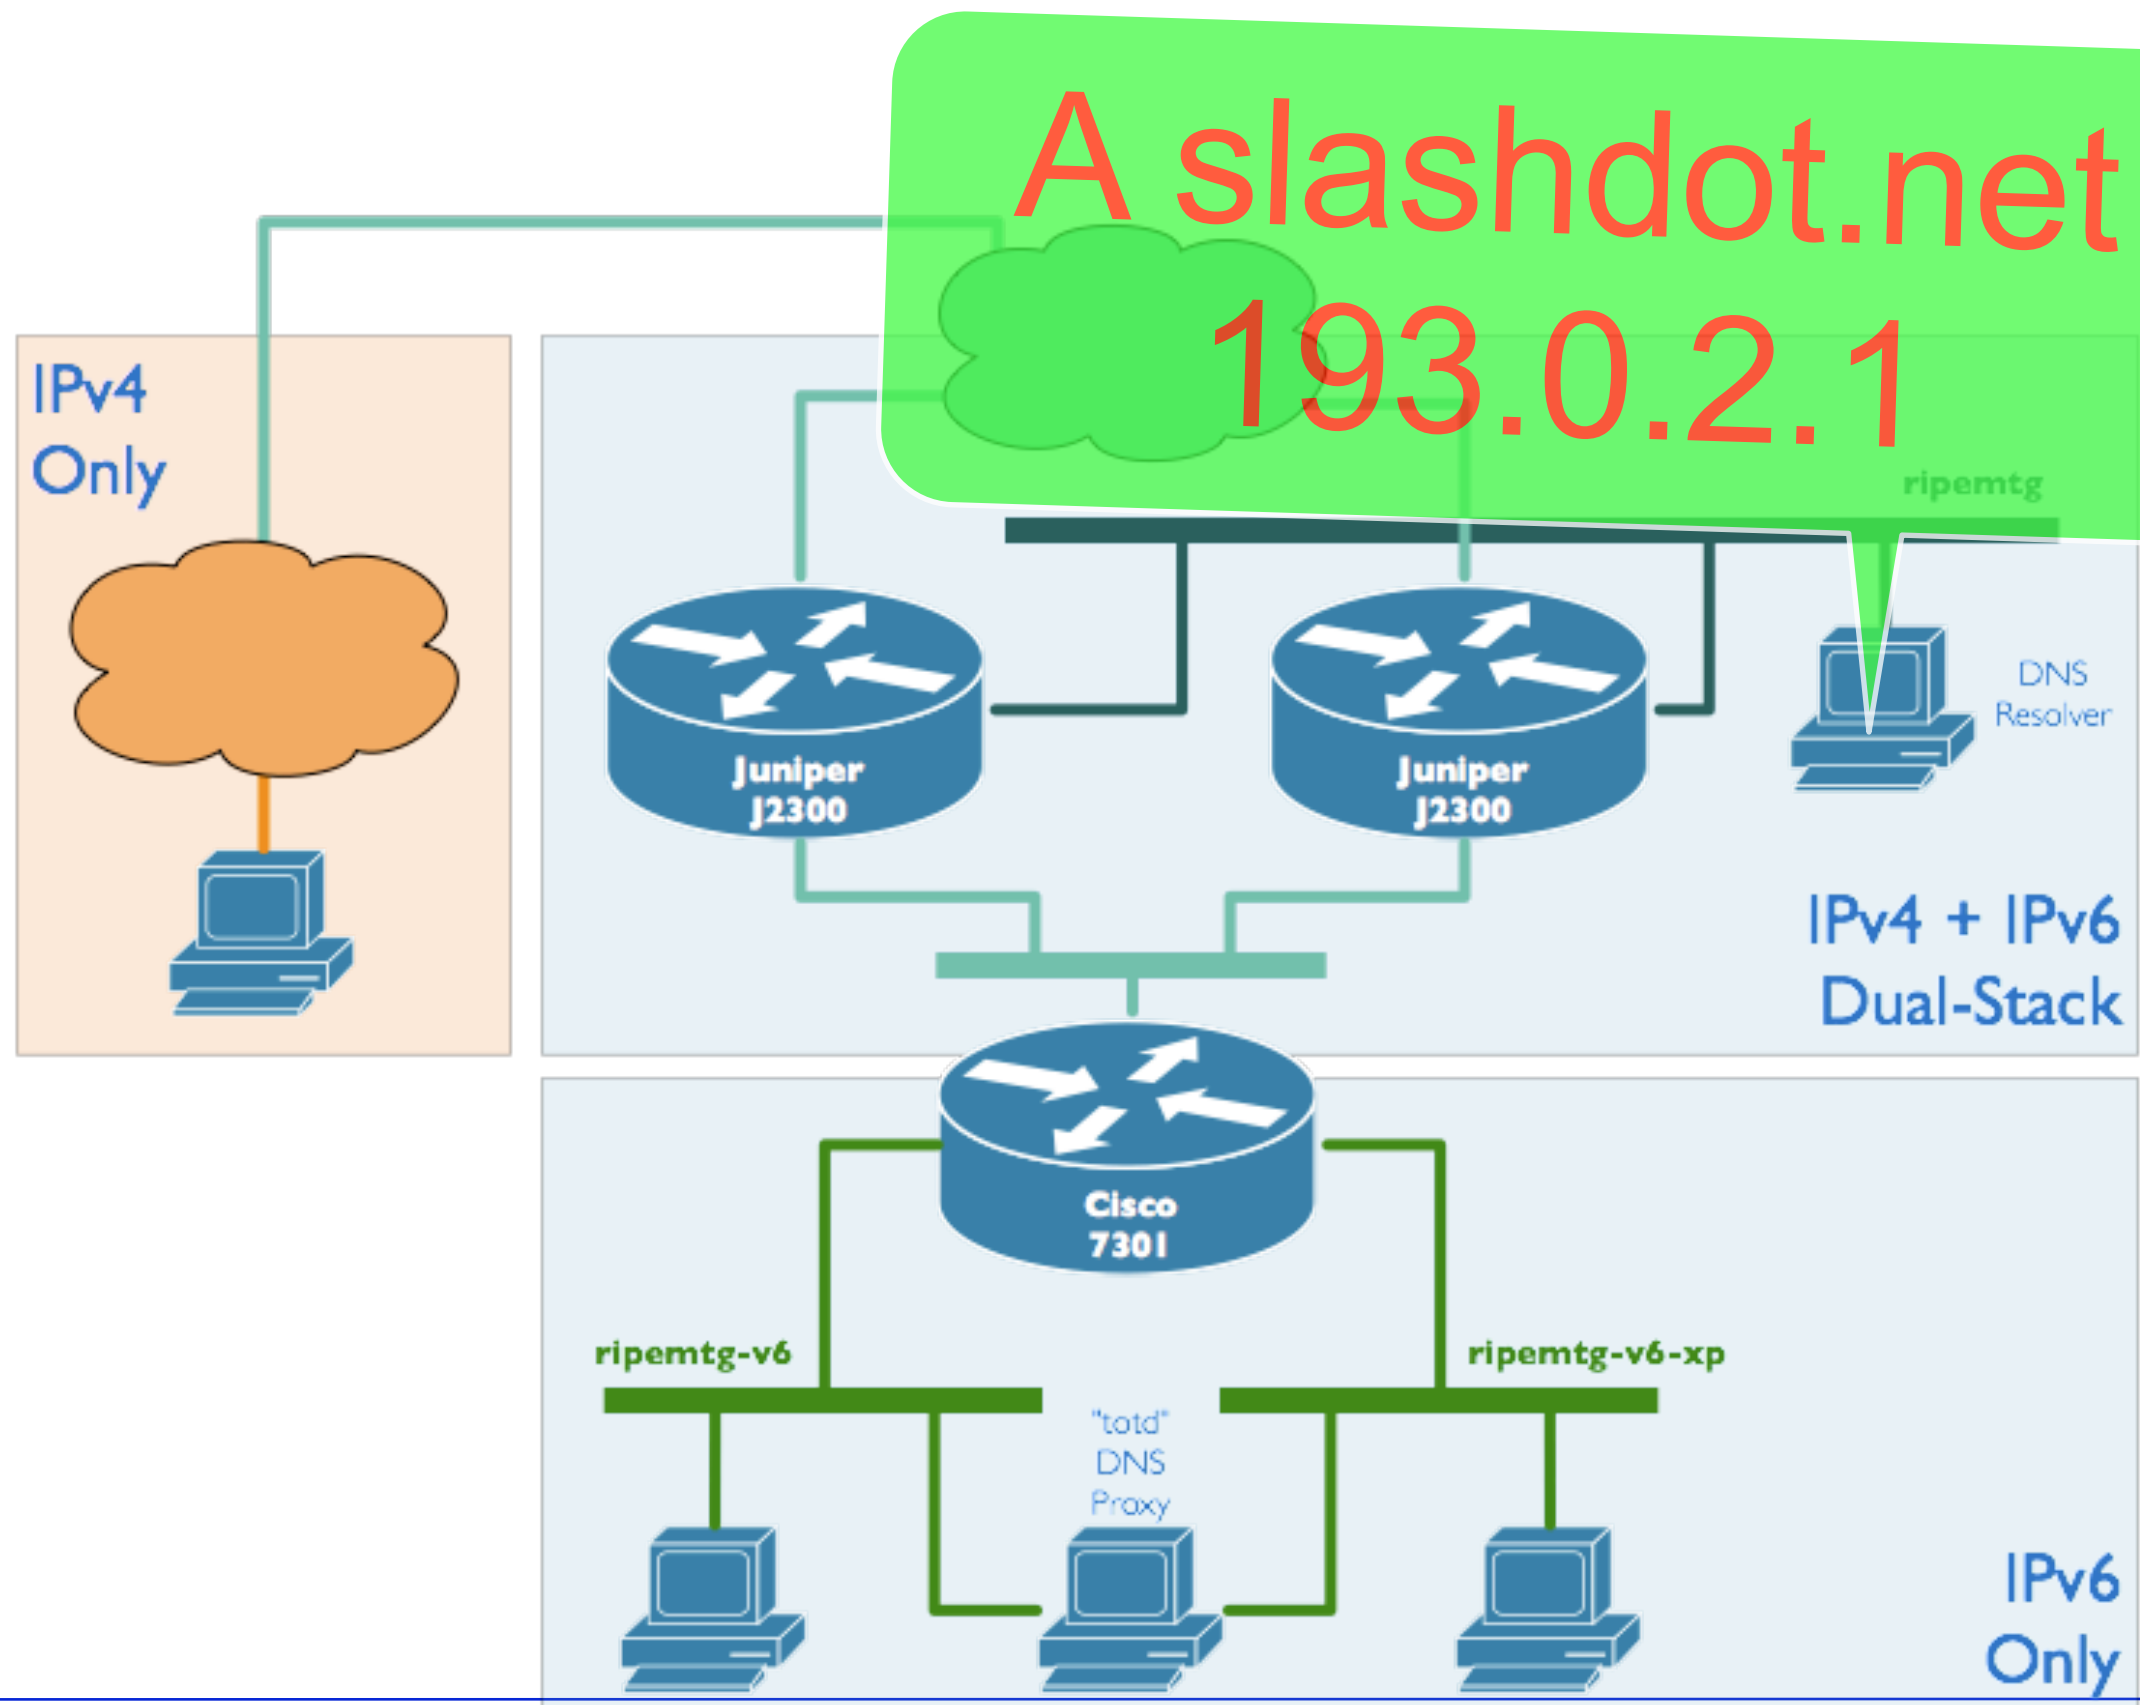 A slashdot.net
193.0.2.1
IPv4
Only
ripemtg
Juniper
J2300
Juniper
J2300
DNS
Resolver
IPv4 + IPv6
Dual-Stack
Cisco
7301
ripemtg-v6
ripemtg-v6-xp
"totd"
DNS
Proxy
IPv6
Only